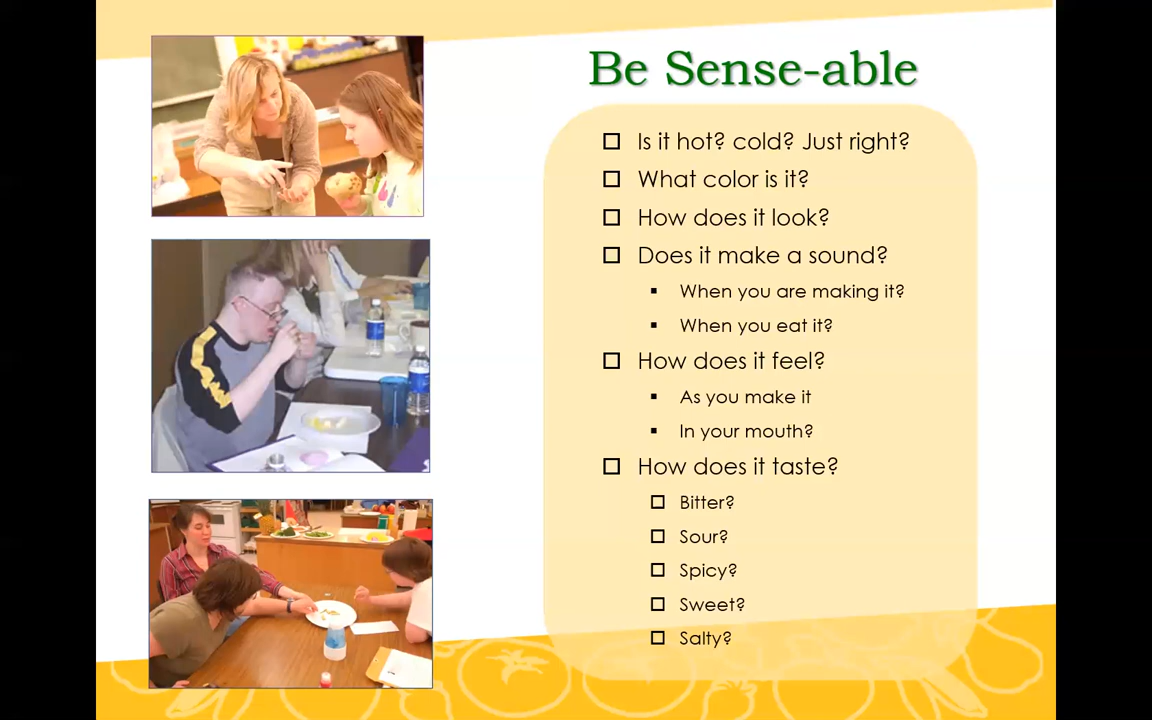 Be Sense-able
Is it hot? cold? Just right?
What color is it?
How does it look?
Does it make a sound?
When you are making it?
When you eat it?
How does it feel?
As you make it
In your mouth?
How does it taste?
Bitter?
Sour?
Spicy?
Sweet?
Salty?